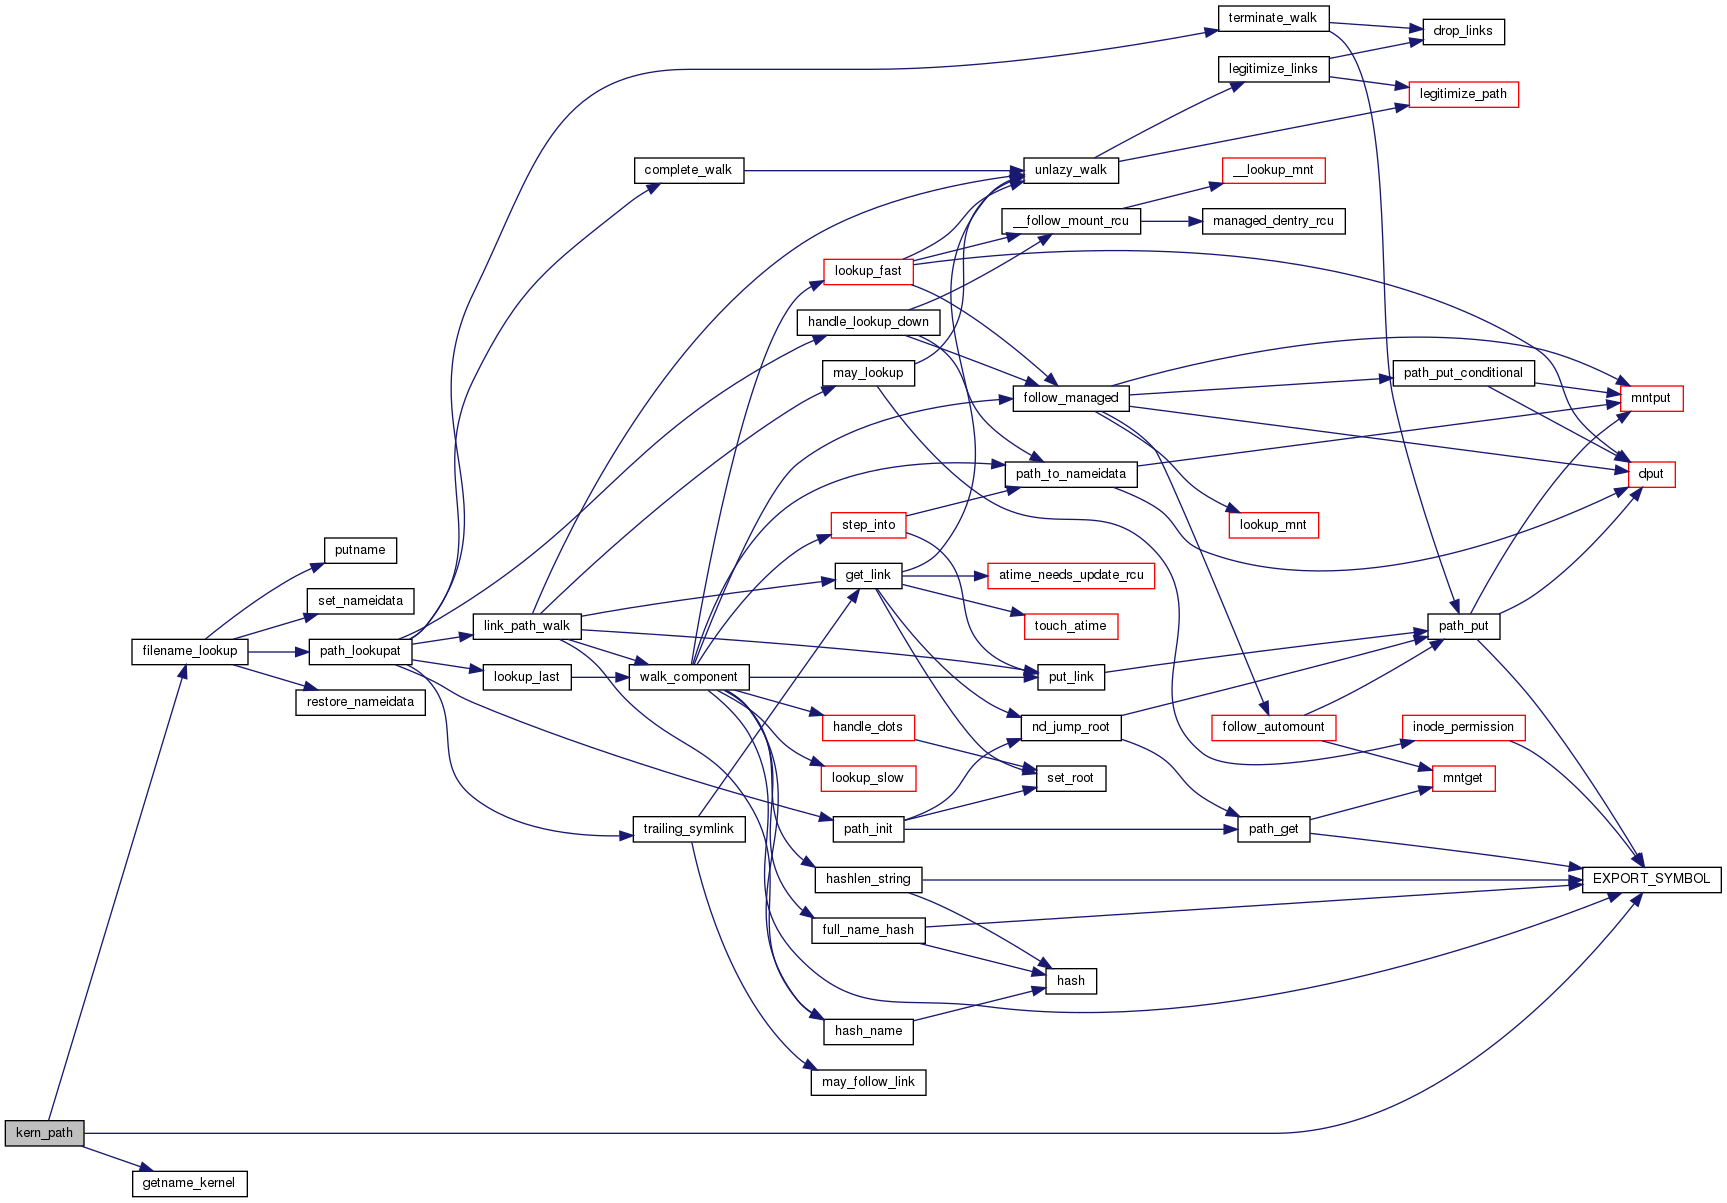 terminate_walk
drop_links
legitimize_links
legitimize_path
complete_walk
unlazy_walk
__lookup_mnt
__follow_mount_rcu
managed_dentry_rcu
lookup_fast
handle_lookup_down
may_lookup
follow_managed
path_put_conditional
mntput
path_to_nameidata
dput
step_into
lookup_mnt
putname
get_link
atime_needs_update_rcu
set_nameidata
touch_atime
link_path_walk
path_put
filename_lookup
path_lookupat
lookup_last
walk_component
put_link
restore_nameidata
handle_dots
nd_jump_root
follow_automount
inode_permission
lookup_slow
set_root
mntget
trailing_symlink
path_init
path_get
hashlen_string
EXPORT_SYMBOL
full_name_hash
hash
hash_name
may_follow_link
kern_path
getname_kernel